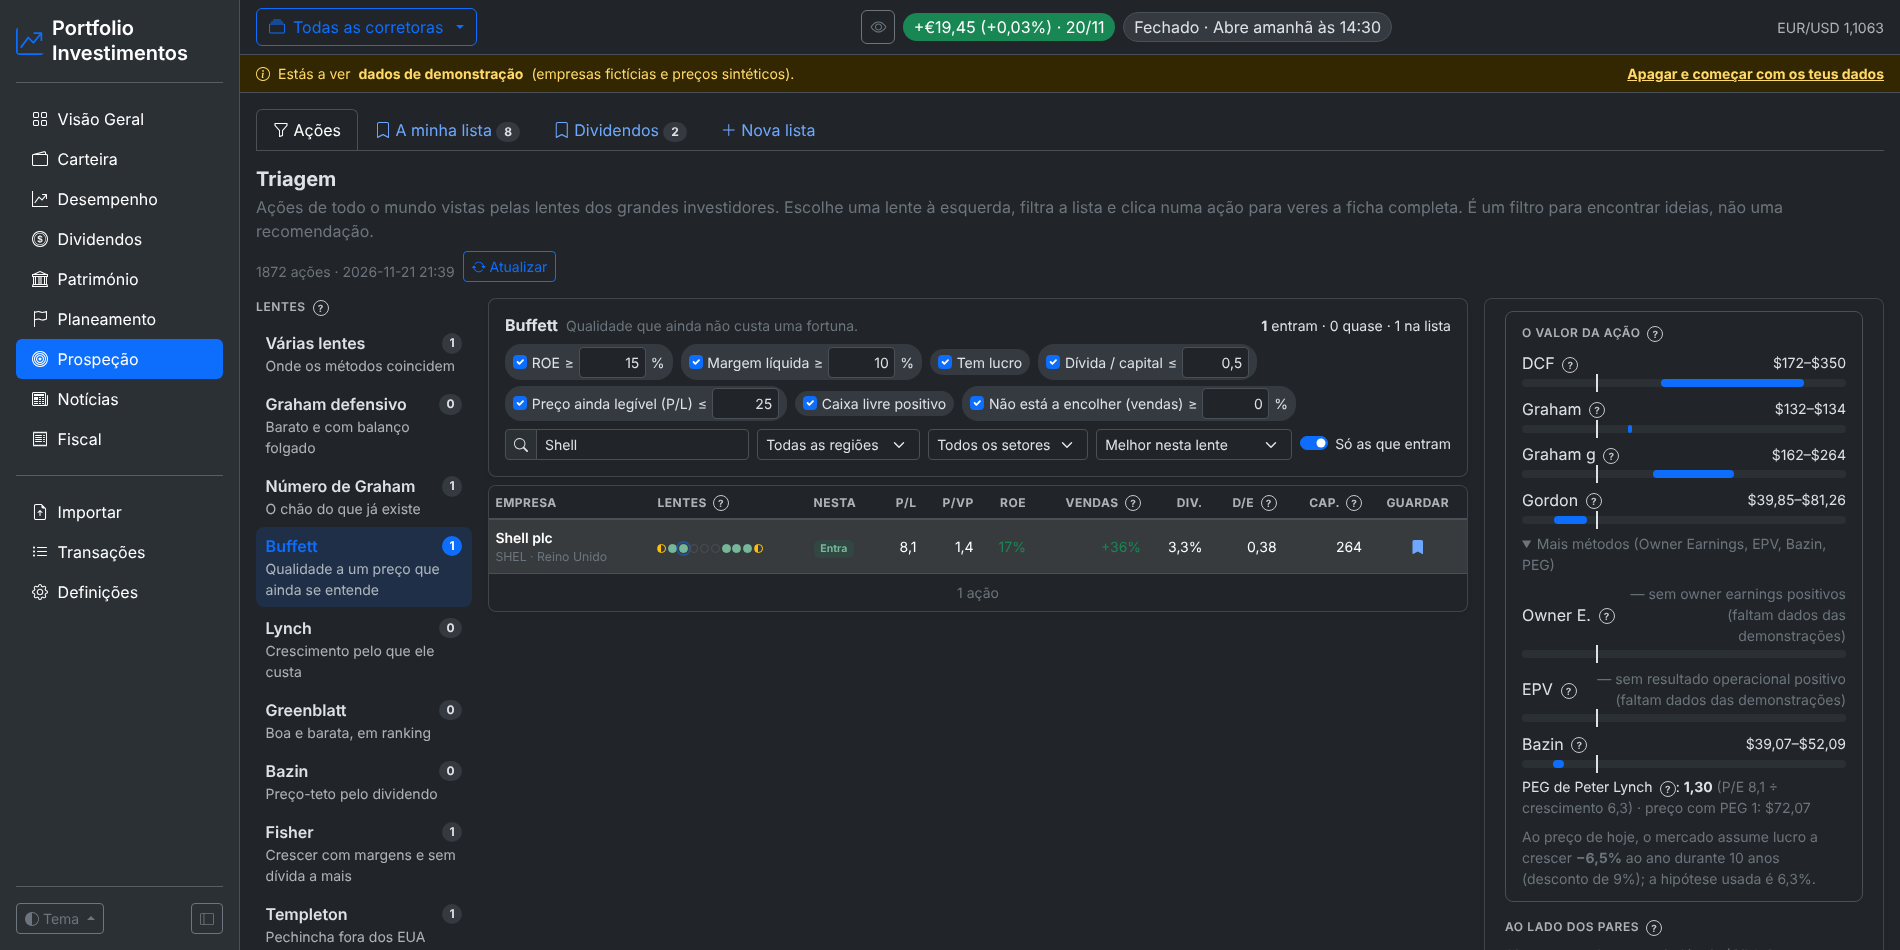 Portfolio
Investimentos
Visão Geral
Carteira
Desempenho
Dividendos
Património
Planeamento
Prospeção
Notícias
Fiscal
Importar
Transações
Definições
Tema
Todas as corretoras
+€19,45 (+0,03%) · 20/11
Fechado · Abre amanhã às 14:30
EUR/USD 1,1063
Estás a ver dados de demonstração (empresas fictícias e preços sintéticos).
Apagar e começar com os teus dados
Ações
A minha lista 8
Dividendos 2
+ Nova lista
Triagem
Ações de todo o mundo vistas pelas lentes dos grandes investidores. Escolhe uma lente à esquerda, filtra a lista e clica numa ação para veres a ficha completa. É um filtro para encontrar ideias, não uma
recomendação.
1872 ações · 2026-11-21 21:39
Atualizar
LENTES ?
Várias lentes 1
Onde os métodos coincidem
Graham defensivo 0
Barato e com balanço
folgado
Número de Graham 1
O chão do que já existe
Buffett 1
Qualidade a um preço que
ainda se entende
Lynch 0
Crescimento pelo que ele
custa
Greenblatt 0
Boa e barata, em ranking
Bazin 0
Preço-teto pelo dividendo
Fisher 1
Crescer com margens e sem
dívida a mais
Templeton 1
Pechincha fora dos EUA
Buffett Qualidade que ainda não custa uma fortuna.
1 entram · 0 quase · 1 na lista
ROE ≥ 15 %
Margem líquida ≥ 10 %
Tem lucro
Dívida / capital ≤ 0,5
Preço ainda legível (P/L) ≤ 25
Caixa livre positivo
Não está a encolher (vendas) ≥ 0 %
Shell
Todas as regiões
Todos os setores
Melhor nesta lente
Só as que entram
EMPRESA LENTES ? NESTA P/L P/VP ROE VENDAS ? DIV. D/E ? CAP. ? GUARDAR
Shell plc
SHEL · Reino Unido
Entra 8,1 1,4 17% +36% 3,3% 0,38 264
1 ação
O VALOR DA AÇÃO ?
DCF ? $172–$350
Graham ? $132–$134
Graham g ? $162–$264
Gordon ? $39,85–$81,26
▼ Mais métodos (Owner Earnings, EPV, Bazin,
PEG)
Owner E. ? — sem owner earnings positivos
(faltam dados das
demonstrações)
EPV ? — sem resultado operacional positivo
(faltam dados das demonstrações)
Bazin ? $39,07–$52,09
PEG de Peter Lynch ?: 1,30 (P/E 8,1 ÷
crescimento 6,3) · preço com PEG 1: $72,07
Ao preço de hoje, o mercado assume lucro a
crescer −6,5% ao ano durante 10 anos
(desconto de 9%); a hipótese usada é 6,3%.
AO LADO DOS PARES ?